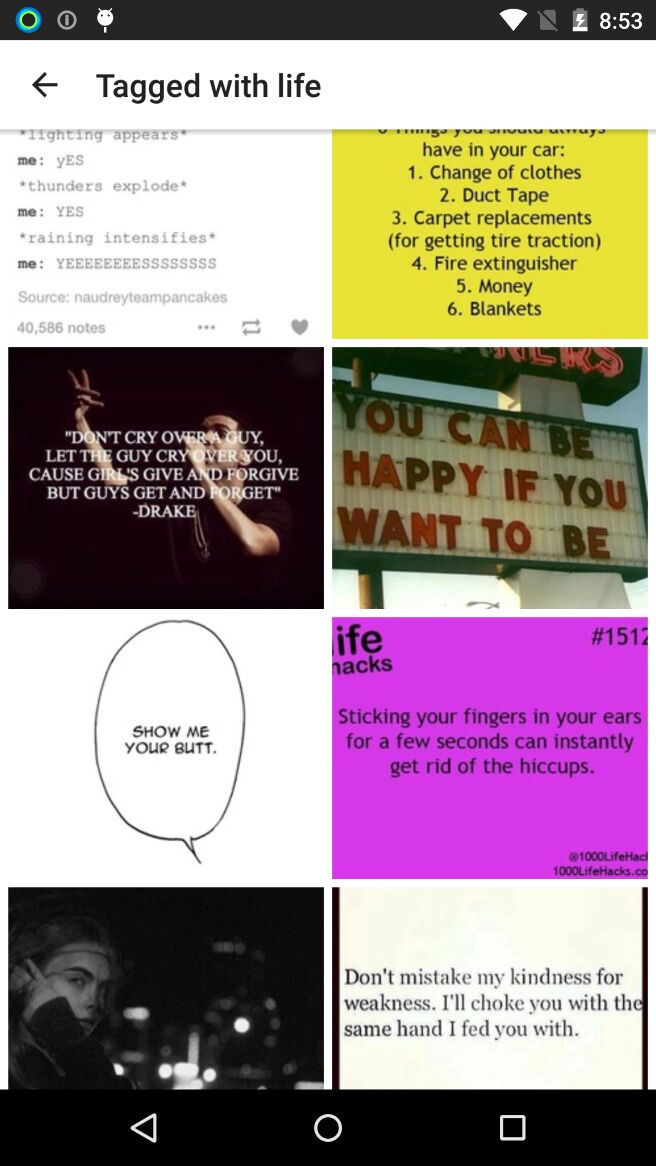 8:53
Tagged with life
*lighting appears*
me: yES
*thunders explode*
me: YES
*raining intensifies*
me: YEEEEEEEESSSSSSSS
Source: naudreyteampancakes
40,586 notes
6 Things you should always
have in your car:
1. Change of clothes
2. Duct Tape
3. Carpet replacements
(for getting tire traction)
4. Fire extinguisher
5. Money
6. Blankets
"DON'T CRY OVER A GUY,
LET THE GUY CRY OVER YOU,
CAUSE GIRL'S GIVE AND FORGIVE
BUT GUYS GET AND FORGET"
-DRAKE
YOU CAN BE
HAPPY IF YOU
WANT TO BE
SHOW ME
YOUR BUTT.
ife
hacks
#1512
Sticking your fingers in your ears
for a few seconds can instantly
get rid of the hiccups.
@1000LifeHacl
1000LifeHacks.co
Don't mistake my kindness for
weakness. I'll choke you with the
same hand I fed you with.